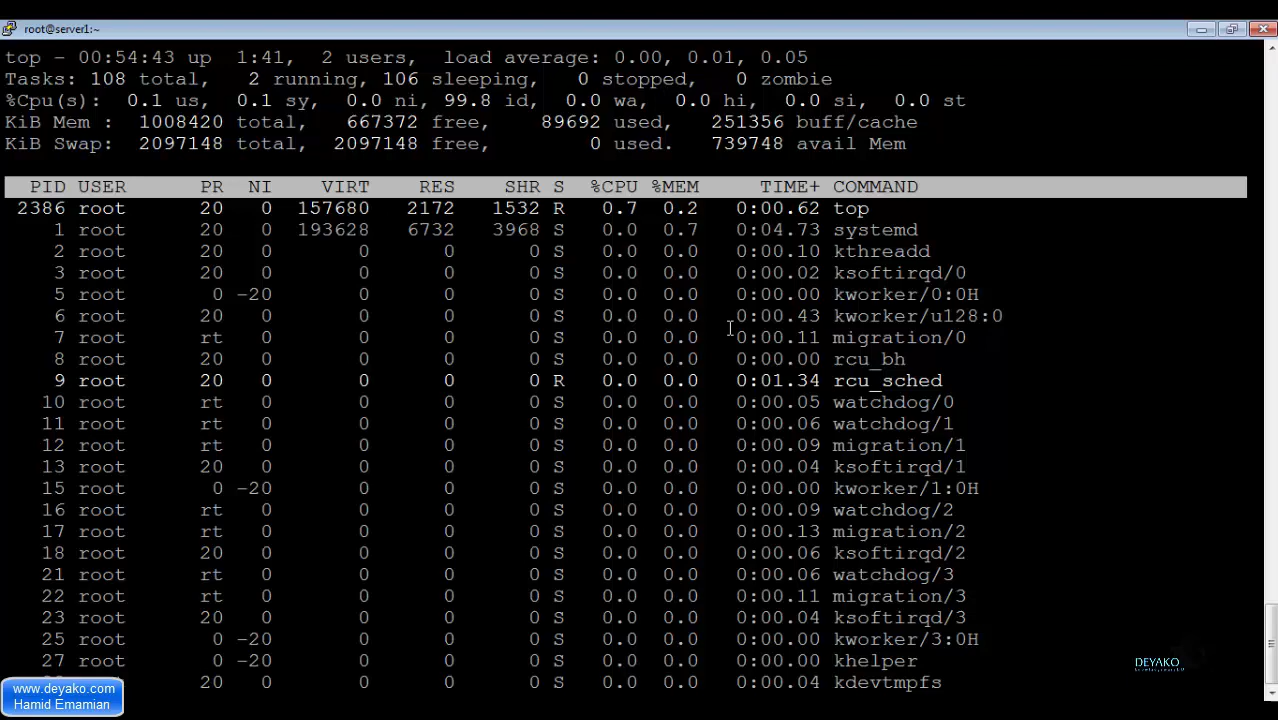 root@server1:~
top - 00:54:43 up  1:41,  2 users,  load average: 0.00, 0.01, 0.05
Tasks: 108 total,   2 running, 106 sleeping,   0 stopped,   0 zombie
%Cpu(s):  0.1 us,  0.1 sy,  0.0 ni, 99.8 id,  0.0 wa,  0.0 hi,  0.0 si,  0.0 st
KiB Mem :  1008420 total,   667372 free,    89692 used,   251356 buff/cache
KiB Swap:  2097148 total,  2097148 free,        0 used.   739748 avail Mem
PID USER PR NI VIRT RES SHR S %CPU %MEM TIME+ COMMAND
2386 root 20 0 157680 2172 1532 R 0.7 0.2 0:00.62 top
1 root 20 0 193628 6732 3968 S 0.0 0.7 0:04.73 systemd
2 root 20 0 0 0 0 S 0.0 0.0 0:00.10 kthreadd
3 root 20 0 0 0 0 S 0.0 0.0 0:00.02 ksoftirqd/0
5 root 0 -20 0 0 0 S 0.0 0.0 0:00.00 kworker/0:0H
6 root 20 0 0 0 0 S 0.0 0.0 0:00.43 kworker/u128:0
7 root rt 0 0 0 0 S 0.0 0.0 0:00.11 migration/0
8 root 20 0 0 0 0 S 0.0 0.0 0:00.00 rcu_bh
9 root 20 0 0 0 0 R 0.0 0.0 0:01.34 rcu_sched
10 root rt 0 0 0 0 S 0.0 0.0 0:00.05 watchdog/0
11 root rt 0 0 0 0 S 0.0 0.0 0:00.06 watchdog/1
12 root rt 0 0 0 0 S 0.0 0.0 0:00.09 migration/1
13 root 20 0 0 0 0 S 0.0 0.0 0:00.04 ksoftirqd/1
15 root 0 -20 0 0 0 S 0.0 0.0 0:00.00 kworker/1:0H
16 root rt 0 0 0 0 S 0.0 0.0 0:00.09 watchdog/2
17 root rt 0 0 0 0 S 0.0 0.0 0:00.13 migration/2
18 root 20 0 0 0 0 S 0.0 0.0 0:00.06 ksoftirqd/2
21 root rt 0 0 0 0 S 0.0 0.0 0:00.06 watchdog/3
22 root rt 0 0 0 0 S 0.0 0.0 0:00.11 migration/3
23 root 20 0 0 0 0 S 0.0 0.0 0:00.04 ksoftirqd/3
25 root 0 -20 0 0 0 S 0.0 0.0 0:00.00 kworker/3:0H
27 root 0 -20 0 0 0 S 0.0 0.0 0:00.00 khelper
20 0 0 0 0 S 0.0 0.0 0:00.04 kdevtmpfs
DEYAKO
www.deyako.com
Hamid Emamian